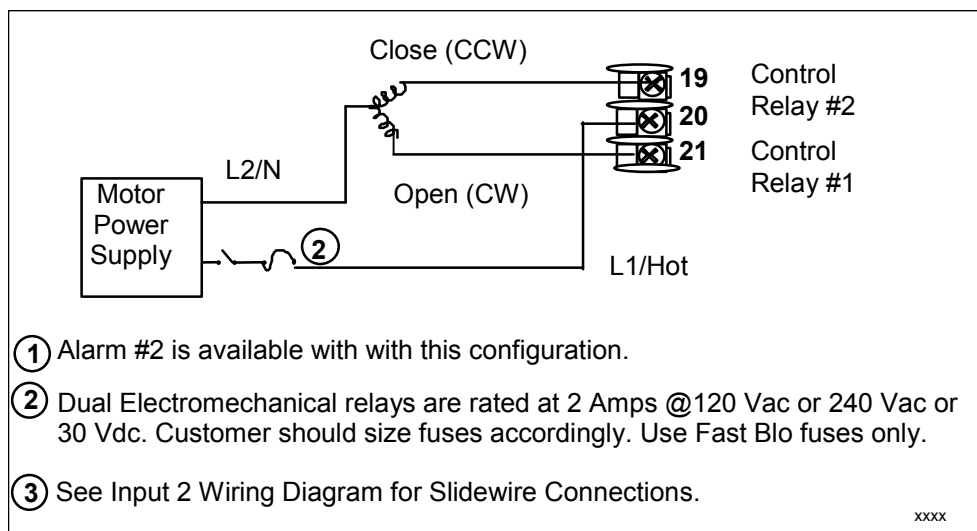 Close (CCW)
19
Control
Relay #2
20
21
Control
Relay #1
L2/N
Open (CW)
Motor
Power
Supply
2
L1/Hot
1 Alarm #2 is available with with this configuration.
2 Dual Electromechanical relays are rated at 2 Amps @120 Vac or 240 Vac or
30 Vdc. Customer should size fuses accordingly. Use Fast Blo fuses only.
3 See Input 2 Wiring Diagram for Slidewire Connections.
xxxx